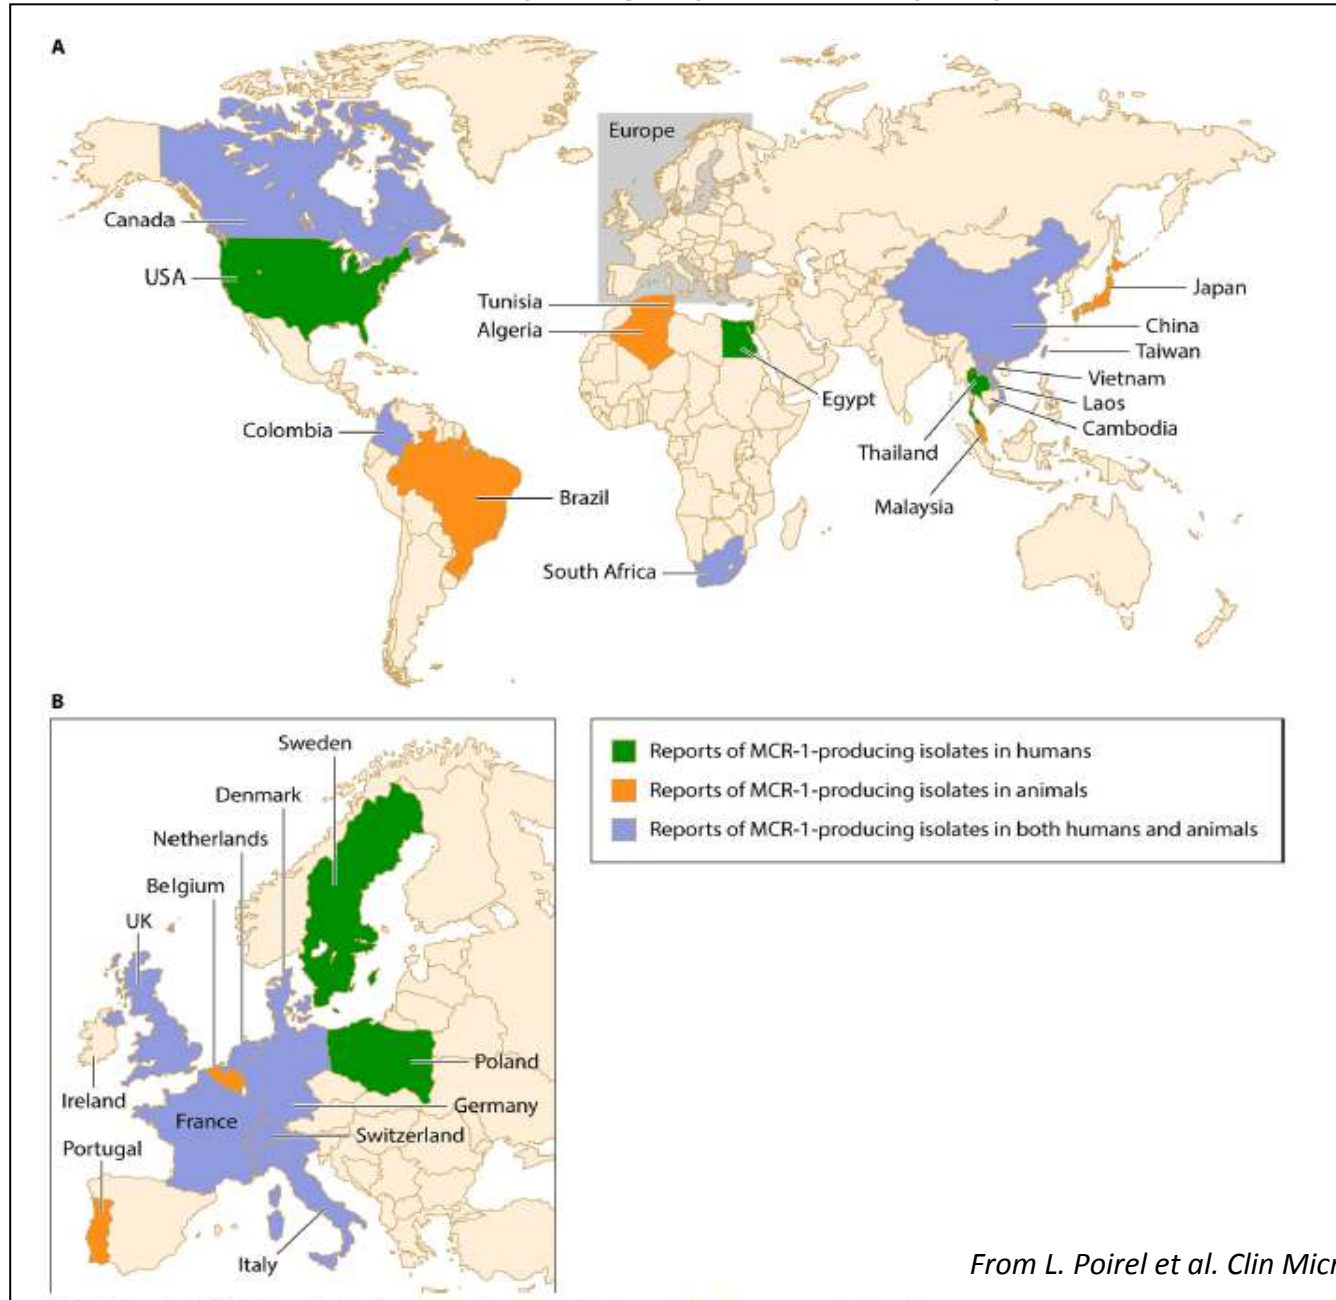 A
Europe
Canada
USA
Tunisia
Algeria
Japan
China
Taiwan
Vietnam
Laos
Cambodia
Egypt
Thailand
Malaysia
Colombia
Brazil
South Africa
B
Sweden
Denmark
Netherlands
Belgium
UK
Ireland
France
Portugal
Poland
Germany
Switzerland
Italy
Reports of MCR-1-producing isolates in humans
Reports of MCR-1-producing isolates in animals
Reports of MCR-1-producing isolates in both humans and animals
From L. Poirel et al. Clin Micr